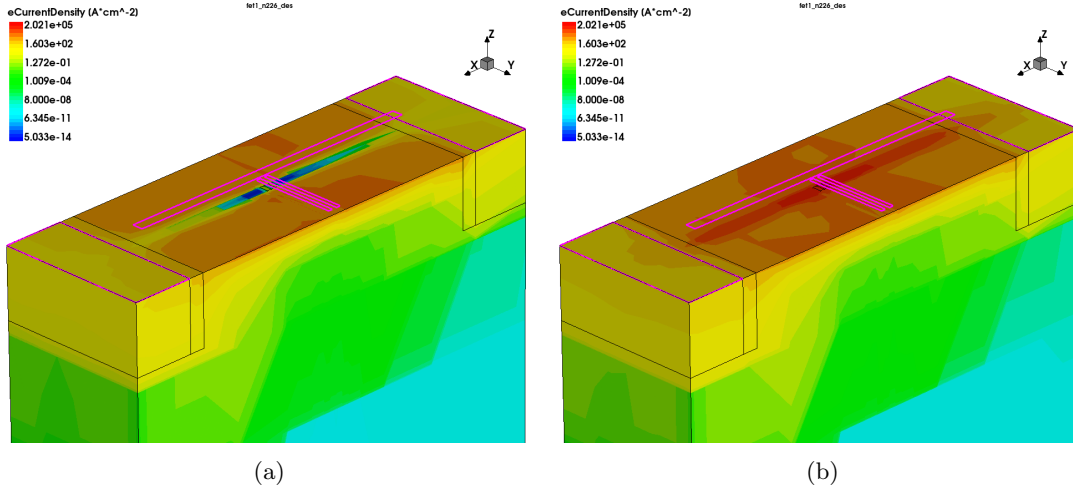 fet1_n226_des
eCurrentDensity (A*cm^-2)
2.021e+05
1.603e+02
1.272e-01
1.009e-04
8.000e-08
6.345e-11
5.033e-14
Z
X
Y
(a)
fet1_n226_des
eCurrentDensity (A*cm^-2)
2.021e+05
1.603e+02
1.272e-01
1.009e-04
8.000e-08
6.345e-11
5.033e-14
Z
X
Y
(b)